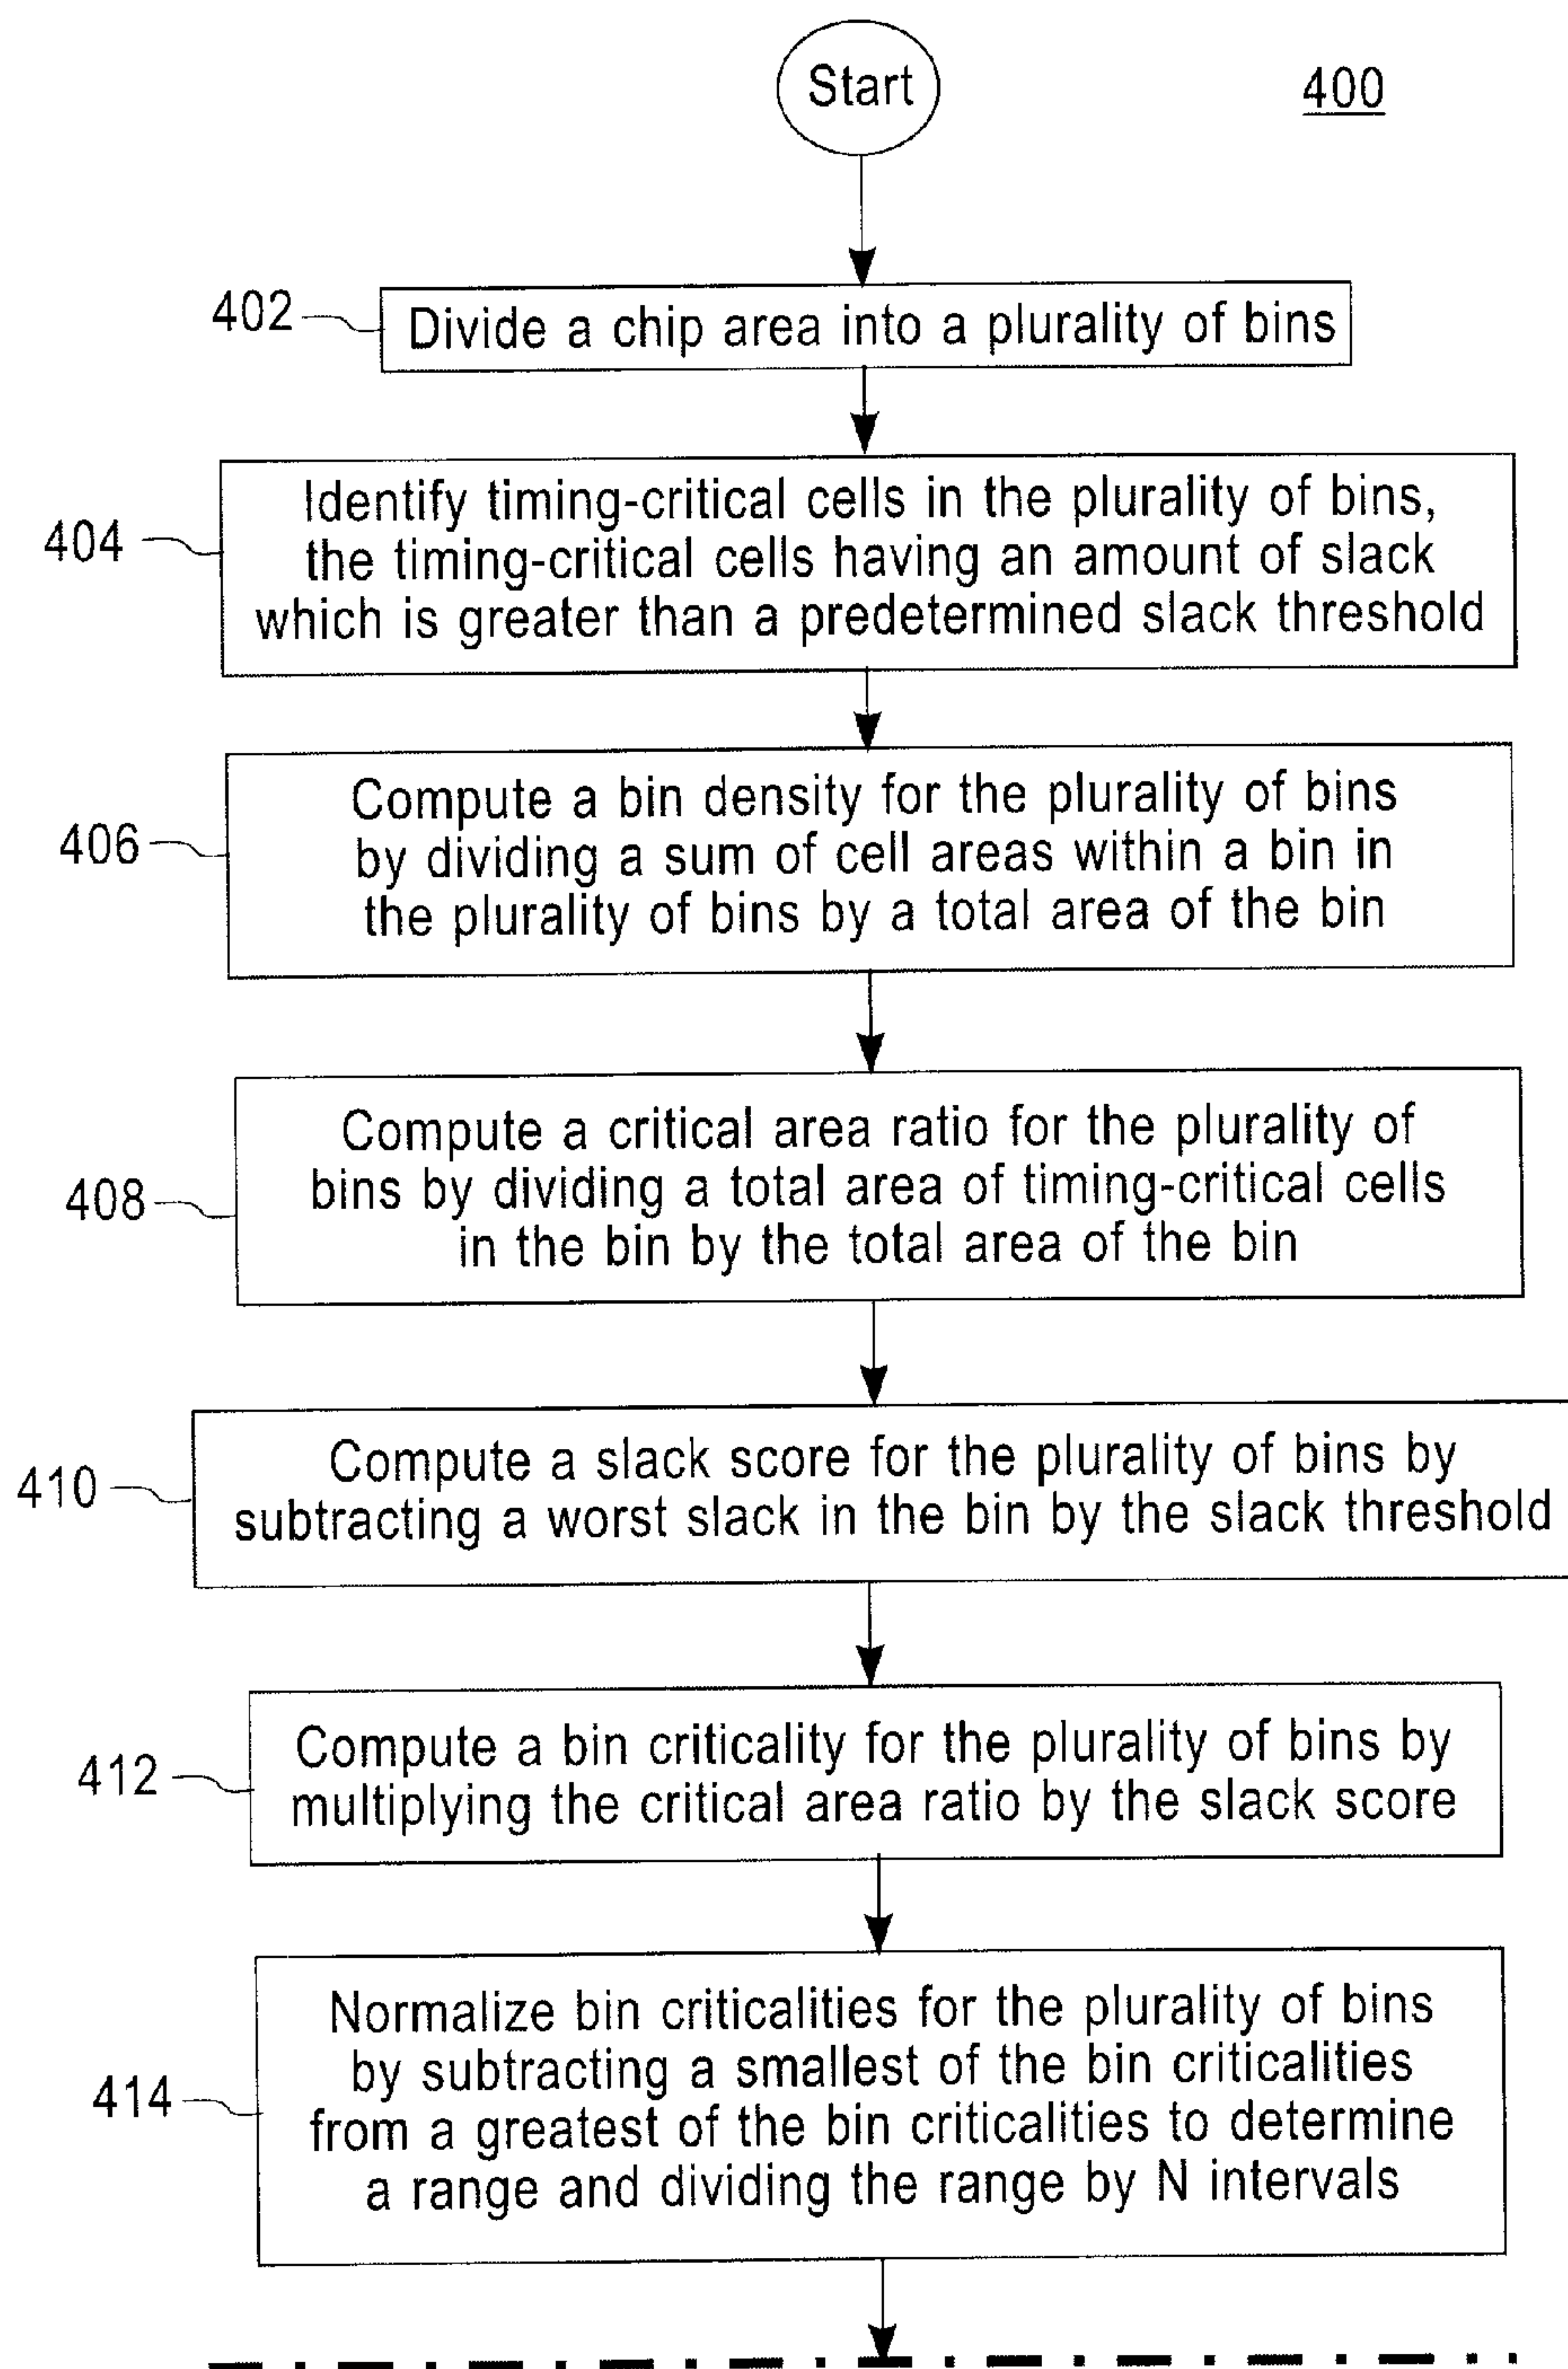 Start
400
402
Divide a chip area into a plurality of bins
404
Identify timing-critical cells in the plurality of bins,
the timing-critical cells having an amount of slack
which is greater than a predetermined slack threshold
406
Compute a bin density for the plurality of bins
by dividing a sum of cell areas within a bin in
the plurality of bins by a total area of the bin
408
Compute a critical area ratio for the plurality of
bins by dividing a total area of timing-critical cells
in the bin by the total area of the bin
410
Compute a slack score for the plurality of bins by
subtracting a worst slack in the bin by the slack threshold
412
Compute a bin criticality for the plurality of bins by
multiplying the critical area ratio by the slack score
414
Normalize bin criticalities for the plurality of bins
by subtracting a smallest of the bin criticalities
from a greatest of the bin criticalities to determine
a range and dividing the range by N intervals